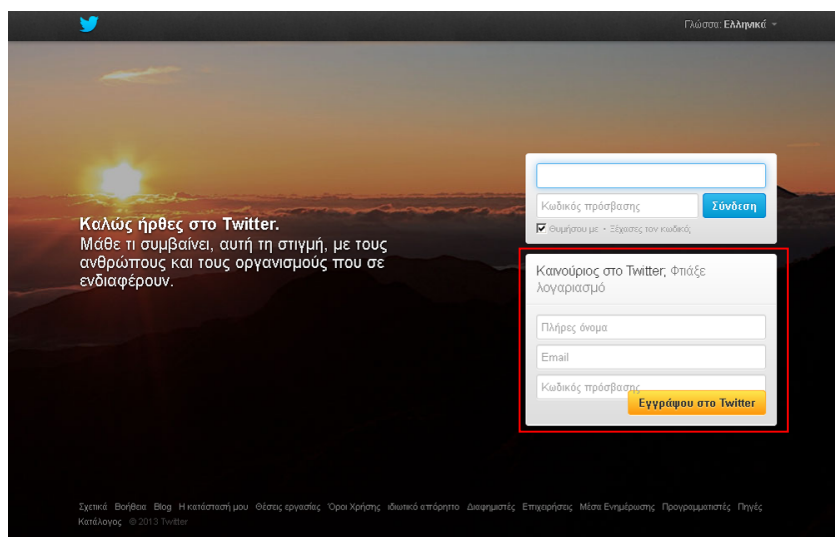 Γλώσσα: Ελληνικά
Κωδικός πρόσβασης
Σύνδεση
Θυμήσου με · Ξέχασες τον κωδικό;
Καλώς ήρθες στο Twitter.
Μάθε τι συμβαίνει, αυτή τη στιγμή, με τους
ανθρώπους και τους οργανισμούς που σε
ενδιαφέρουν.
Καινούριος στο Twitter; Φτιάξε
λογαριασμό
Πλήρες όνομα
Email
Κωδικός πρόσβασης
Εγγράψου στο Twitter
Σχετικά Βοήθεια Blog Η κατάστασή μου Θέσεις εργασίας Όροι Χρήσης Ιδιωτικό απόρρητο Διαφημιστές Επιχειρήσεις Μέσα Ενημέρωσης Προγραμματιστές Πηγές
Κατάλογος © 2013 Twitter